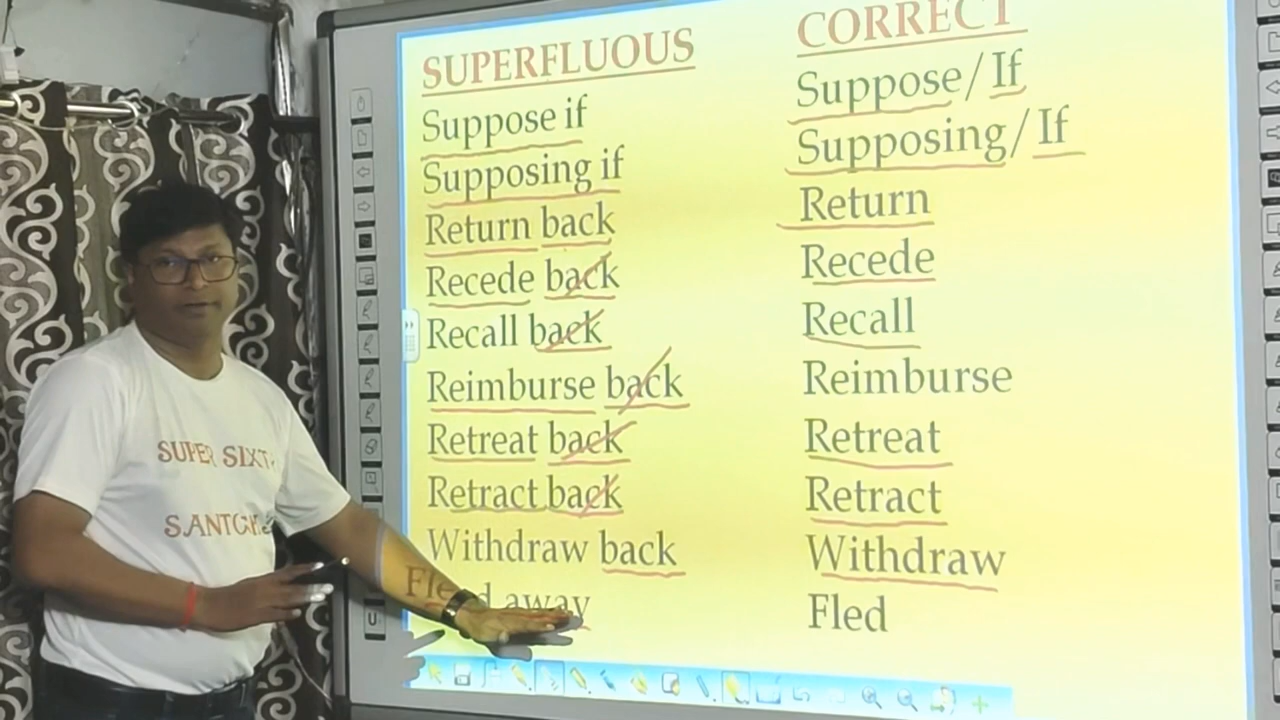 SUPERFLUOUS
Suppose if
Supposing if
Return back
Recede back
Recall back
Reimburse back
Retreat back
Retract back
Withdraw back
Fled away
CORRECT
Suppose/ If
Supposing/ If
Return
Recede
Recall
Reimburse
Retreat
Retract
Withdraw
Fled
SUPER SIXTY